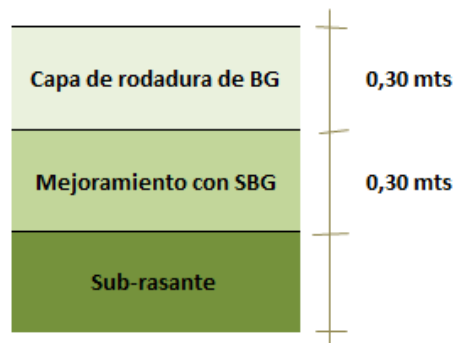 Capa de rodadura de BG
0,30 mts
Mejoramiento con SBG
0,30 mts
Sub-rasante